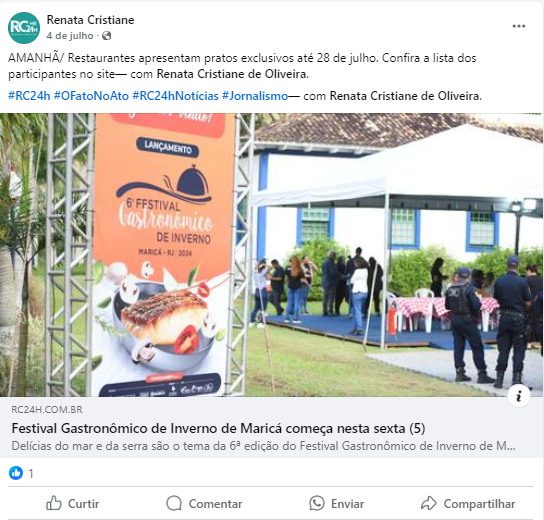 RC24H
Renata Cristiane
4 de julho ·
AMANHÃ/ Restaurantes apresentam pratos exclusivos até 28 de julho. Confira a lista dos
participantes no site— com Renata Cristiane de Oliveira.
#RC24h #OFatoNoAto #RC24hNotícias #Jornalismo— com Renata Cristiane de Oliveira.
LANÇAMENTO
6º FFSTIVAL
Gastronômico
DE INVERNO
MARICÁ - RJ / 2024
RC24H.COM.BR
Festival Gastronômico de Inverno de Maricá começa nesta sexta (5)
Delícias do mar e da serra são o tema da 6ª edição do Festival Gastronômico de Inverno de M...
1
Curtir
Comentar
Enviar
Compartilhar